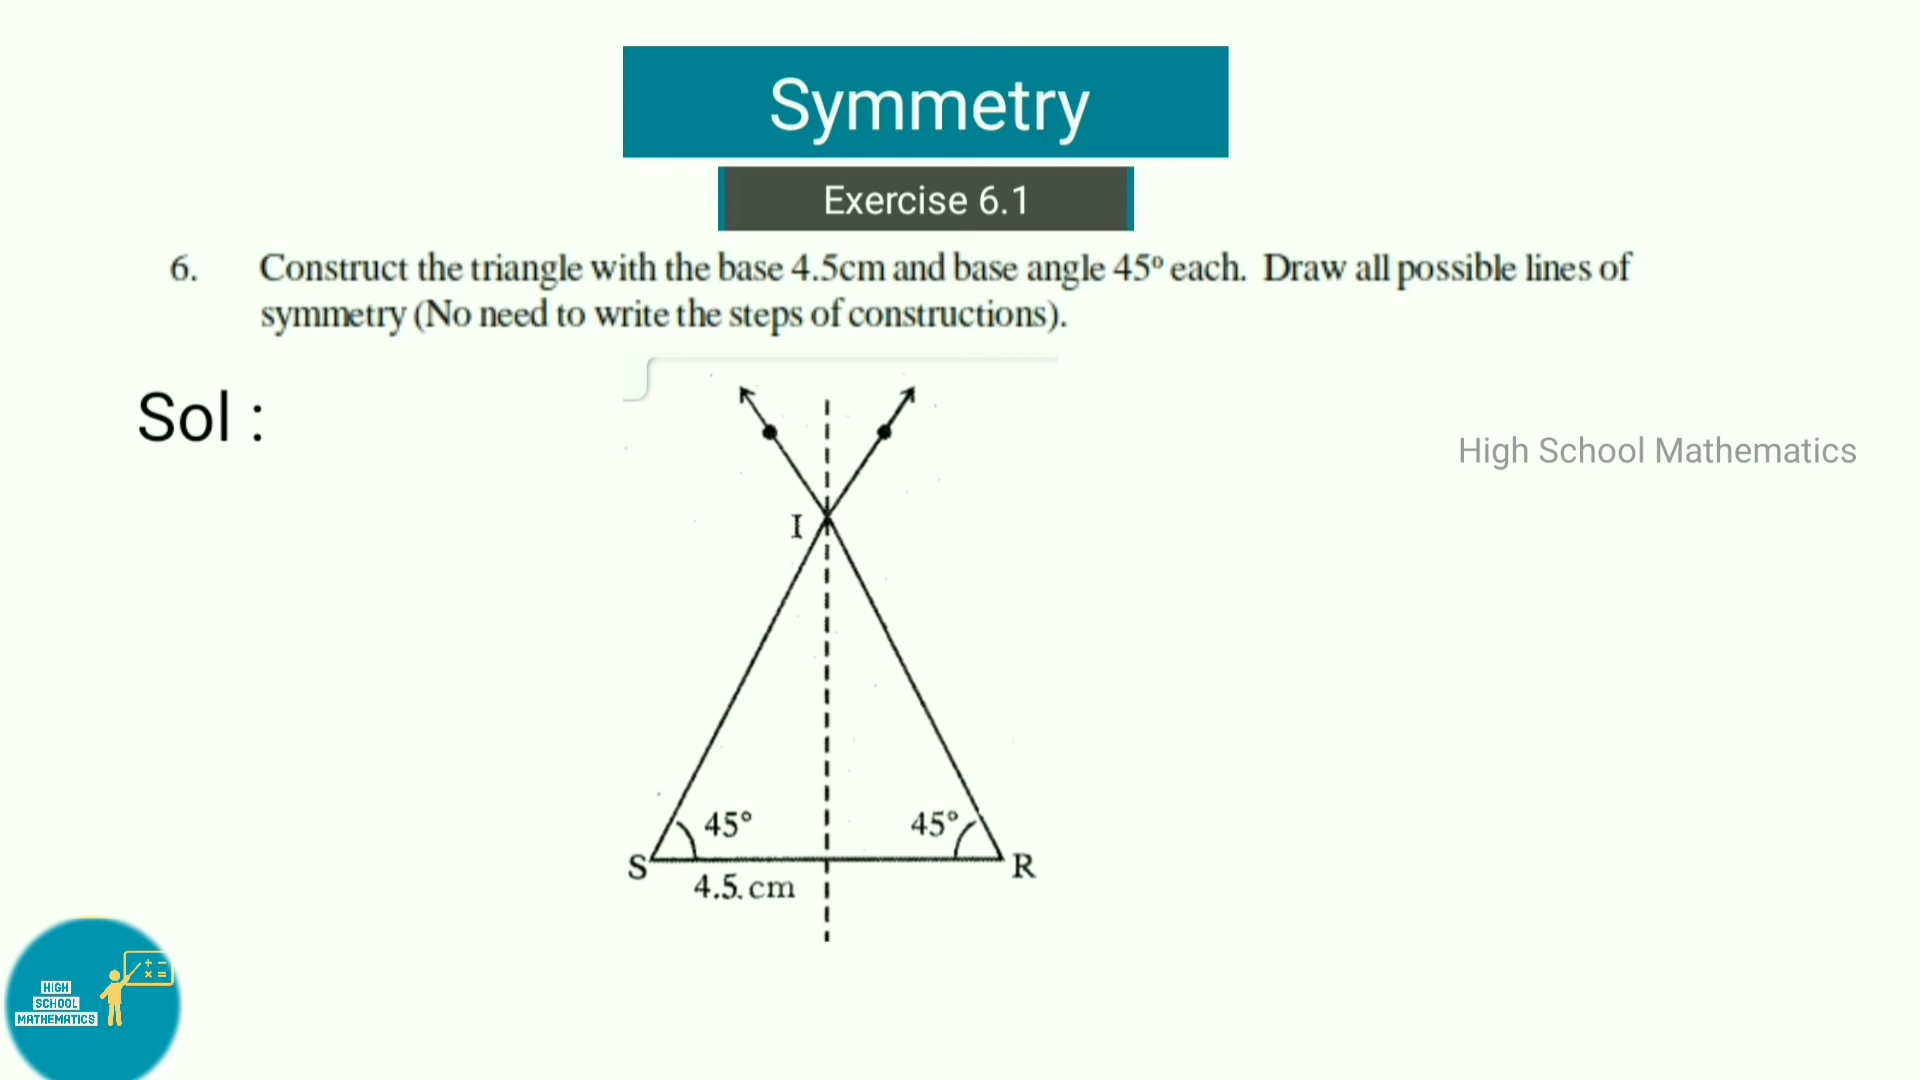 Symmetry
Exercise 6.1
6. Construct the triangle with the base 4.5cm and base angle 45º each. Draw all possible lines of
symmetry (No need to write the steps of constructions).
Sol :
High School Mathematics
I
45°
45°
S
R
4.5. cm
HIGH
SCHOOL
MATHEMATICS
+ −
× =